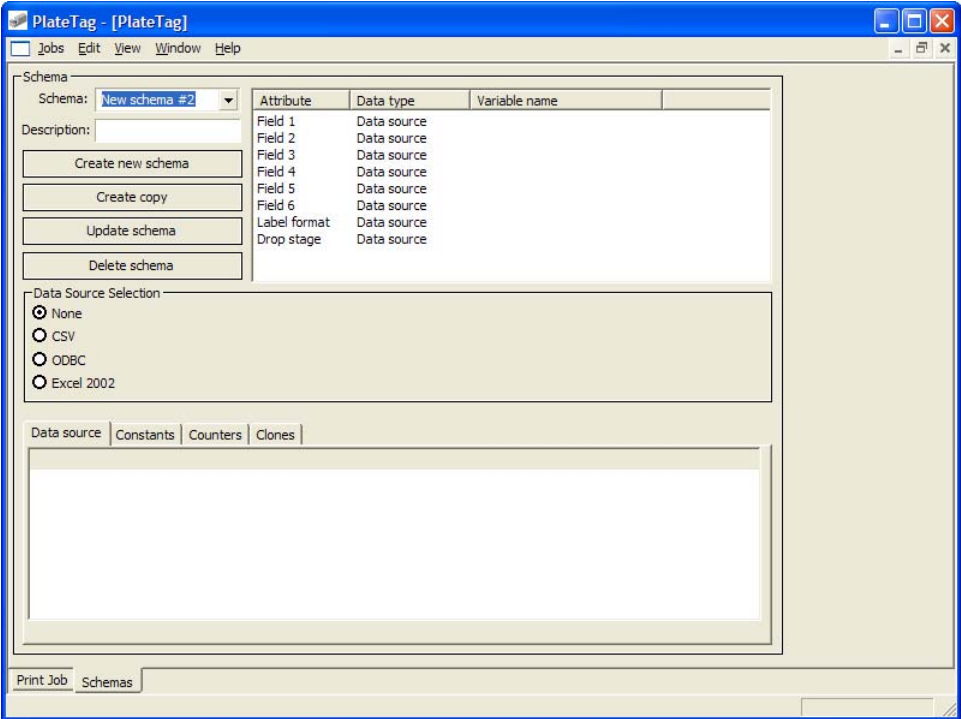 PlateTag - [PlateTag]
Jobs Edit View Window Help
Schema
Schema: New schema #2
Description:
Create new schema
Create copy
Update schema
Delete schema
Attribute Data type Variable name
Field 1 Data source
Field 2 Data source
Field 3 Data source
Field 4 Data source
Field 5 Data source
Field 6 Data source
Label format Data source
Drop stage Data source
Data Source Selection
None
CSV
ODBC
Excel 2002
Data source Constants Counters Clones
Print Job Schemas